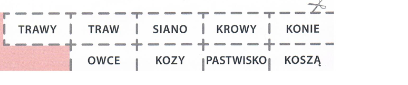 TRAWY TRAW SIANO KROWY KONIE
OWCE KOZY PASTWISKO KOSZĄ